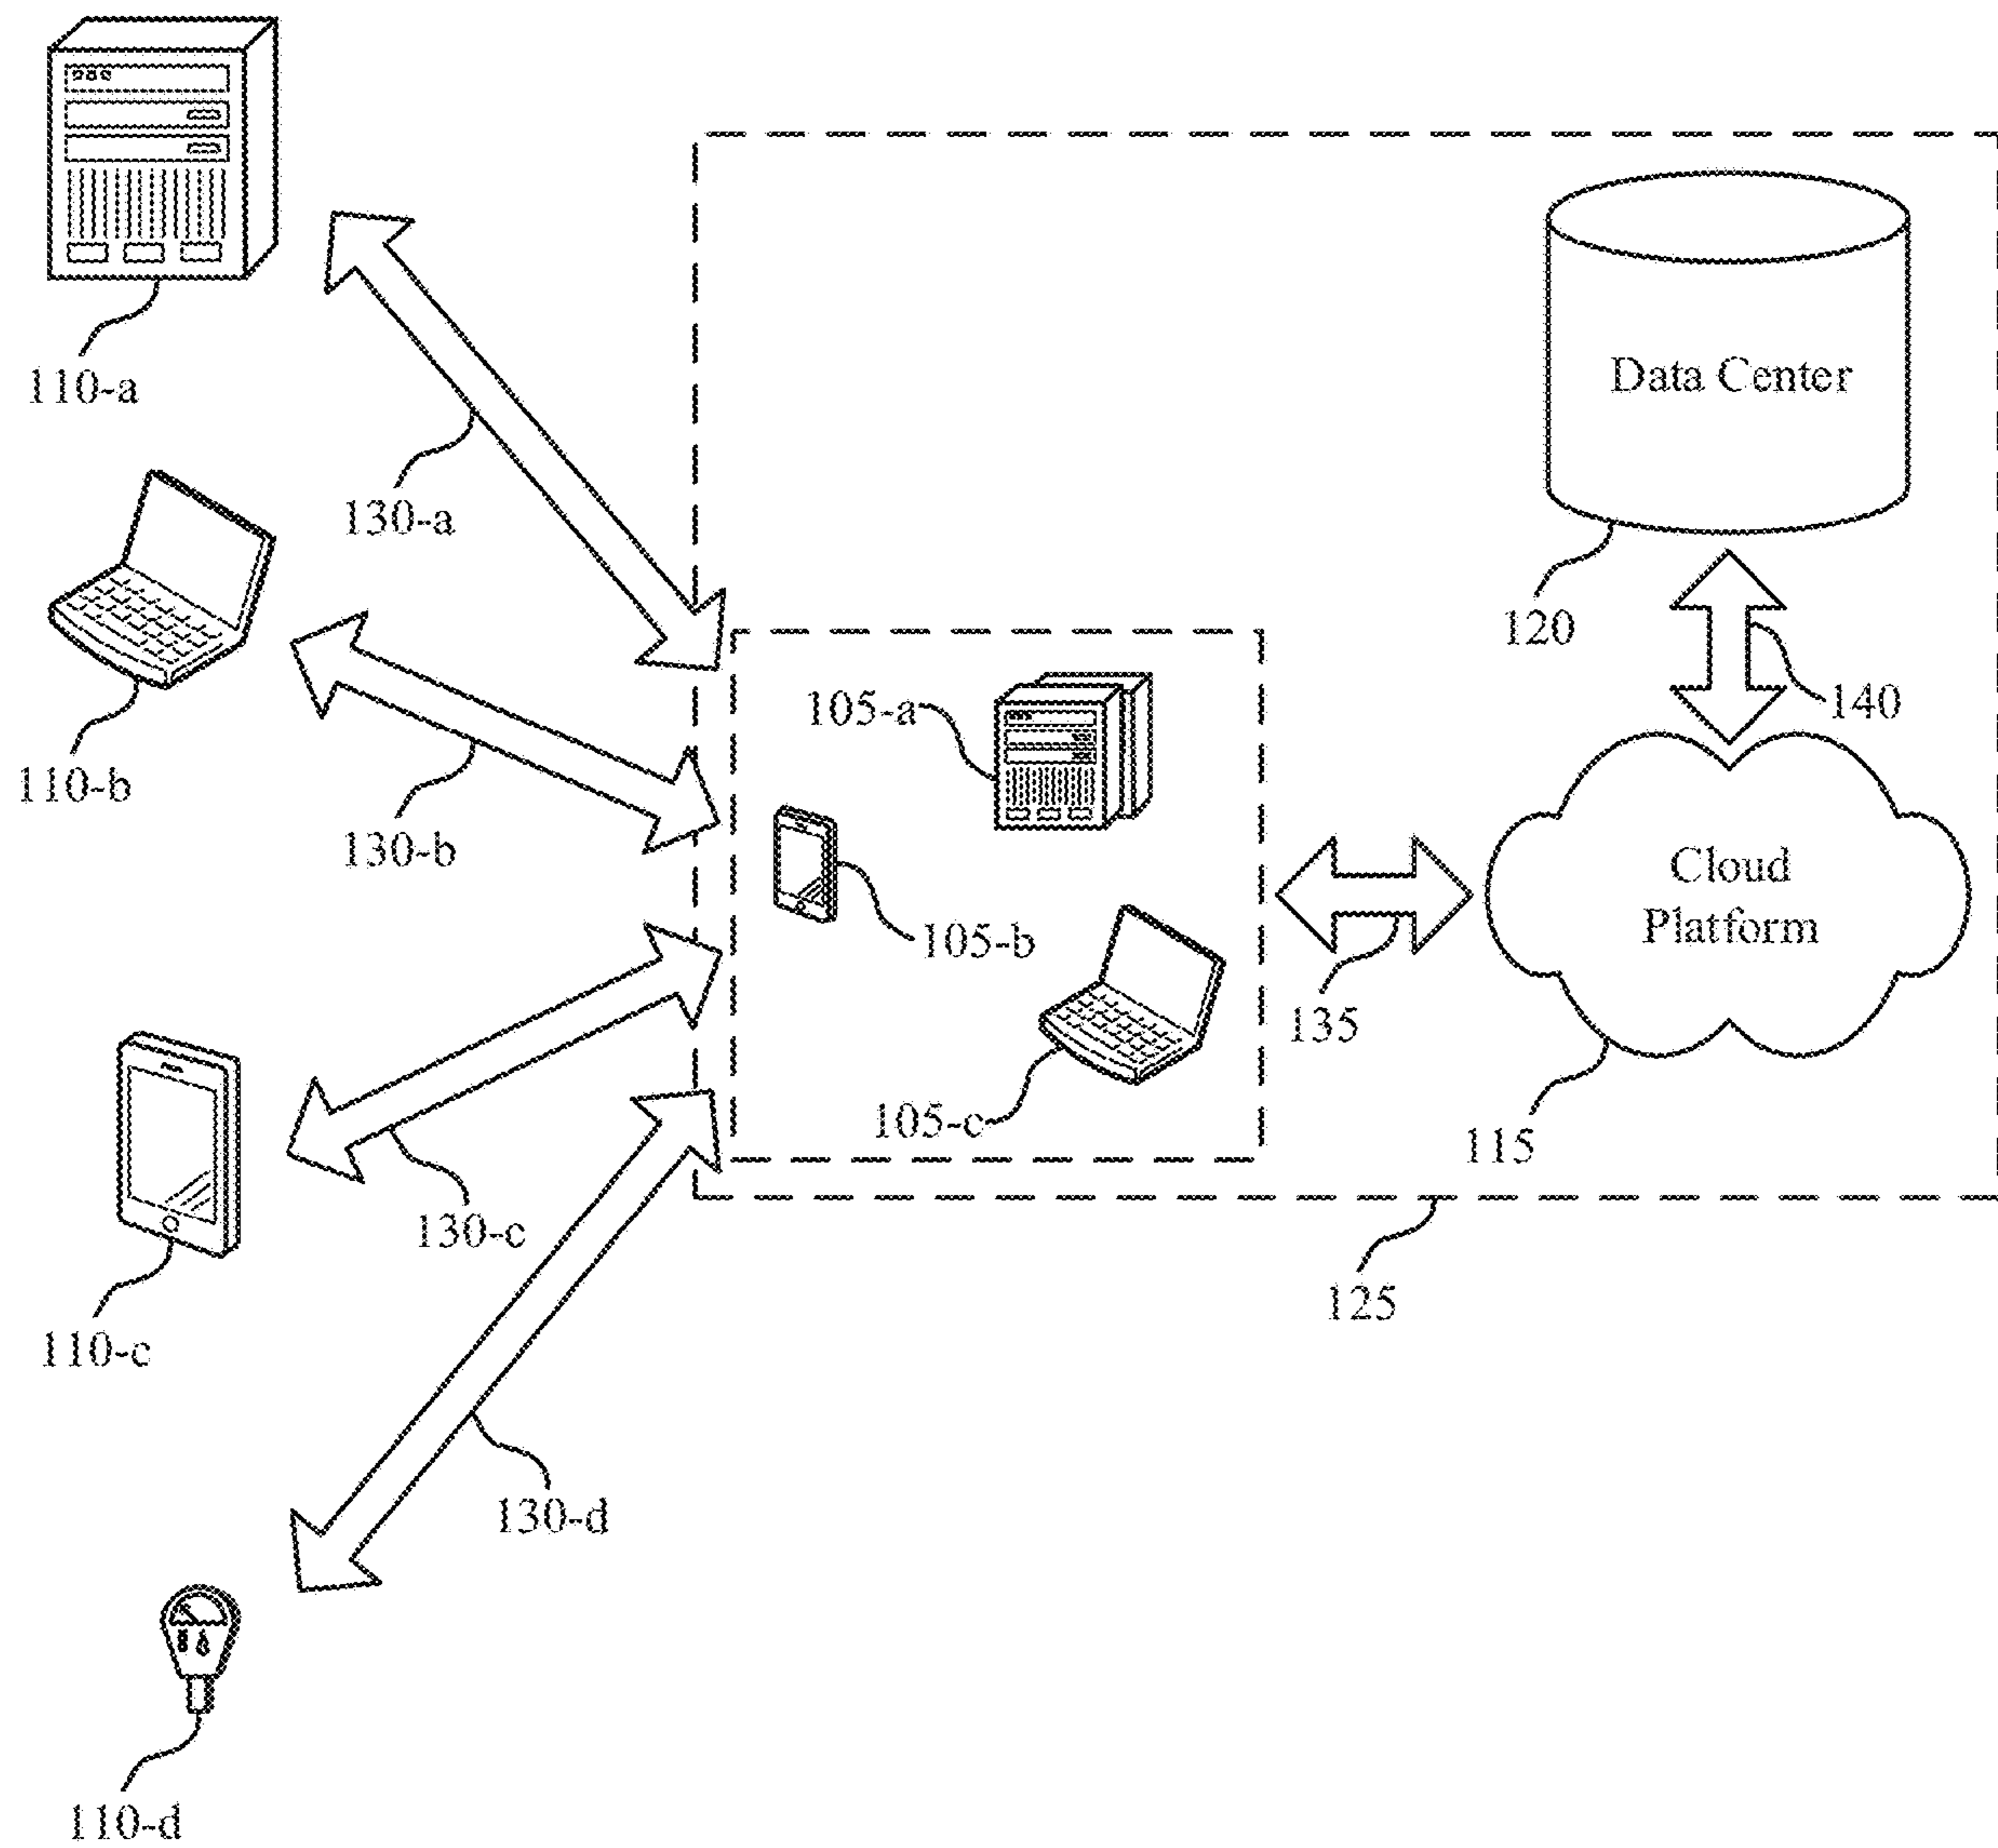 110-a
130-a
Data Center
120
140
110-b
130-b
105-a
105-b
105-c
135
Cloud
Platform
115
110-c
130-c
125
130-d
110-d